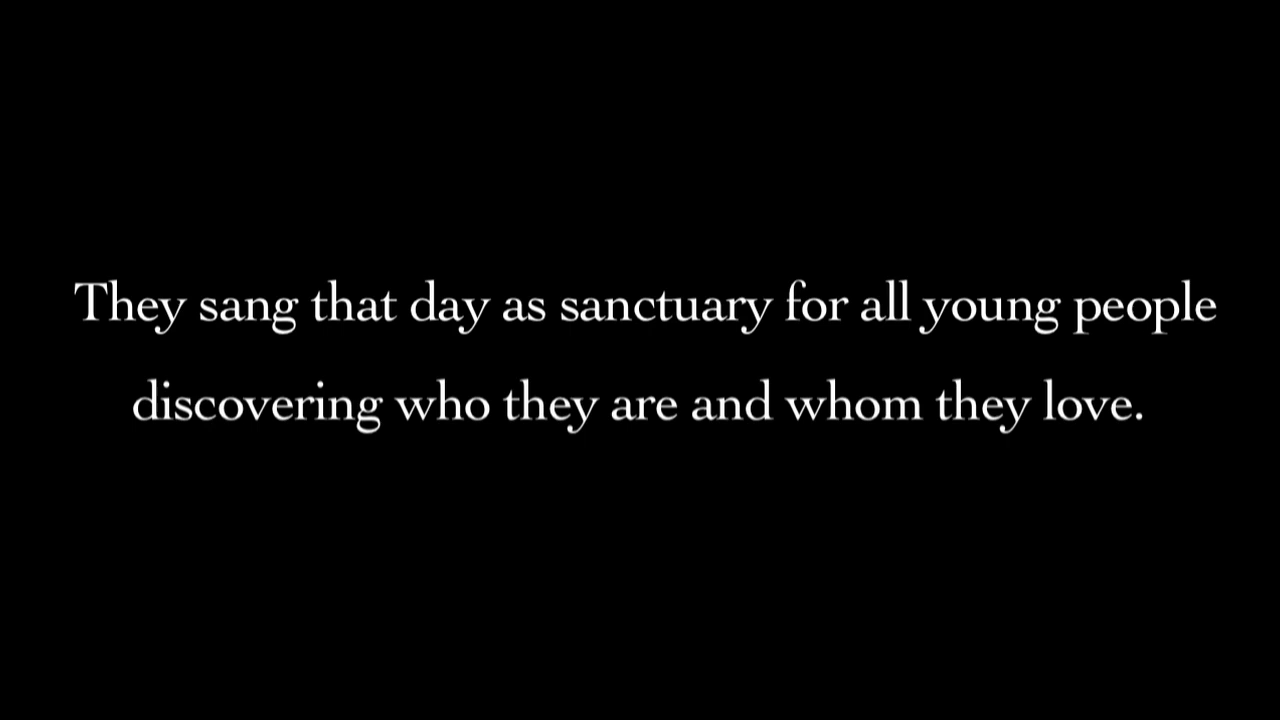 They sang that day as sanctuary for all young people
discovering who they are and whom they love.